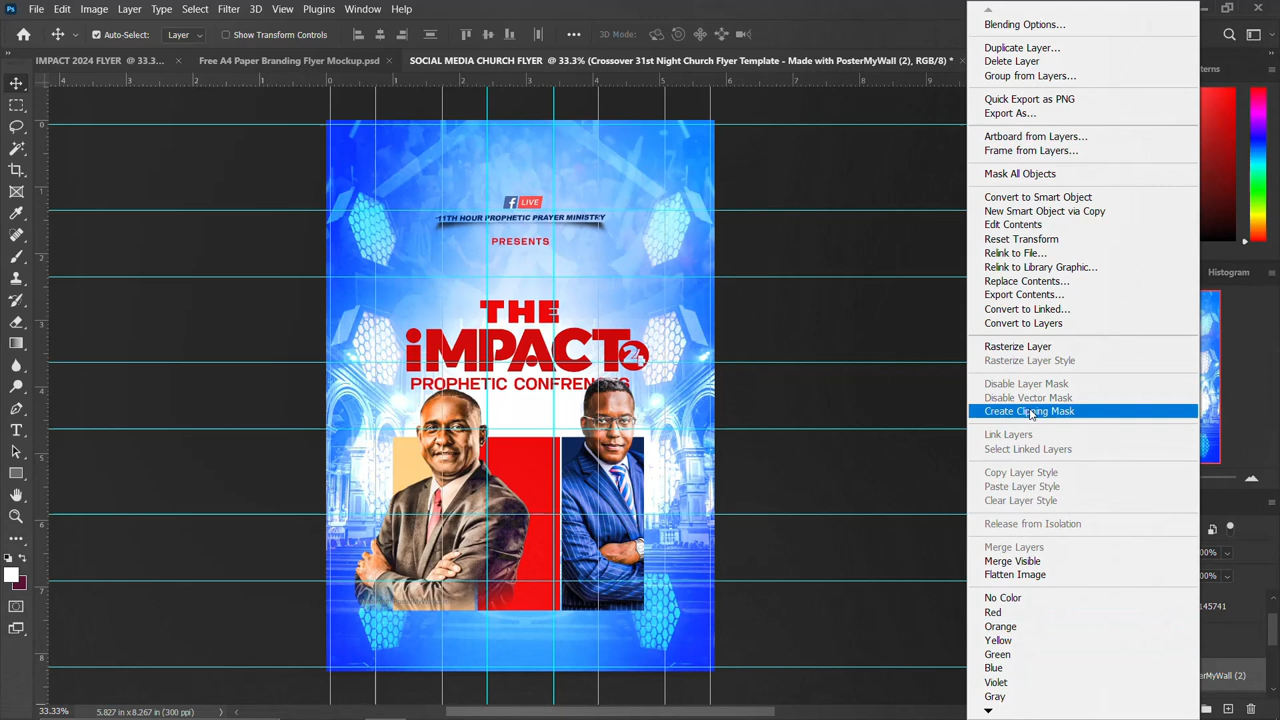 Ps File Edit Image Layer Type Select Filter 3D View Plugins Window Help
Auto-Select: Layer Show Transform Controls 3D Mode:
IMPACT 2024 FLYER @ 33.3%... × Free A4 Paper Branding Flyer Mockup.psd × SOCIAL MEDIA CHURCH FLYER @ 33.3% (Crossover 31st Night Church Flyer Template - Made with PosterMyWall (2), RGB/8) * ×
LIVE
11TH HOUR PROPHETIC PRAYER MINISTRY
PRESENTS
THE
iMPACT 24
PROPHETIC CONFRENCES
Blending Options...
Duplicate Layer...
Delete Layer
Group from Layers...
Quick Export as PNG
Export As...
Artboard from Layers...
Frame from Layers...
Mask All Objects
Convert to Smart Object
New Smart Object via Copy
Edit Contents
Reset Transform
Relink to File...
Relink to Library Graphic...
Replace Contents...
Export Contents...
Convert to Linked...
Convert to Layers
Rasterize Layer
Rasterize Layer Style
Disable Layer Mask
Disable Vector Mask
Create Clipping Mask
Link Layers
Select Linked Layers
Copy Layer Style
Paste Layer Style
Clear Layer Style
Release from Isolation
Merge Layers
Merge Visible
Flatten Image
No Color
Red
Orange
Yellow
Green
Blue
Violet
Gray
terns
Histogram
00%
00%
145741
rMyWall (2)
33.33% 5.827 in x 8.267 in (300 ppi)